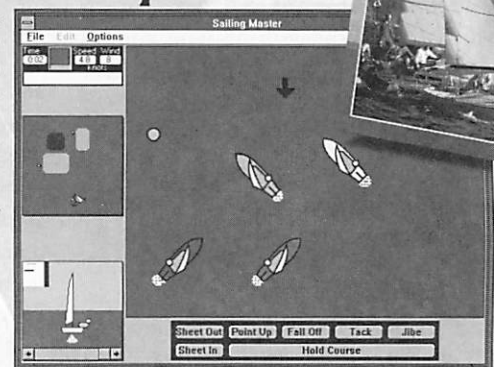 Sailing Master
File Edit Options
Time Speed Wind
0:02 4.8 8
knots
Sheet Out Point Up Fall Off Tack Jibe
Sheet In Hold Course